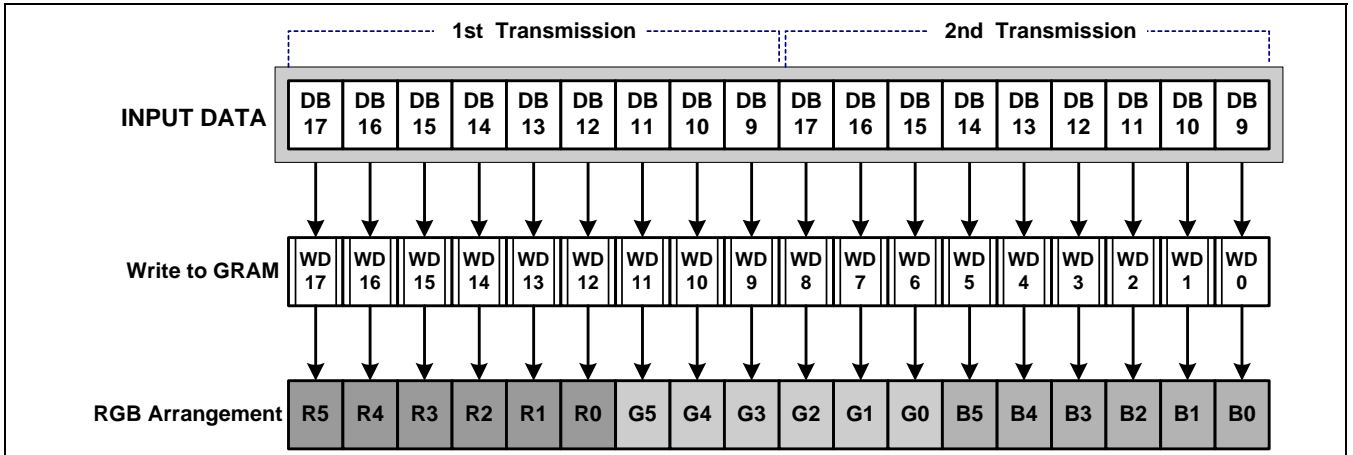 1st Transmission 2nd Transmission
INPUT DATA DB 17 DB 16 DB 15 DB 14 DB 13 DB 12 DB 11 DB 10 DB 9 DB 17 DB 16 DB 15 DB 14 DB 13 DB 12 DB 11 DB 10 DB 9
Write to GRAM WD 17 WD 16 WD 15 WD 14 WD 13 WD 12 WD 11 WD 10 WD 9 WD 8 WD 7 WD 6 WD 5 WD 4 WD 3 WD 2 WD 1 WD 0
RGB Arrangement R5 R4 R3 R2 R1 R0 G5 G4 G3 G2 G1 G0 B5 B4 B3 B2 B1 B0